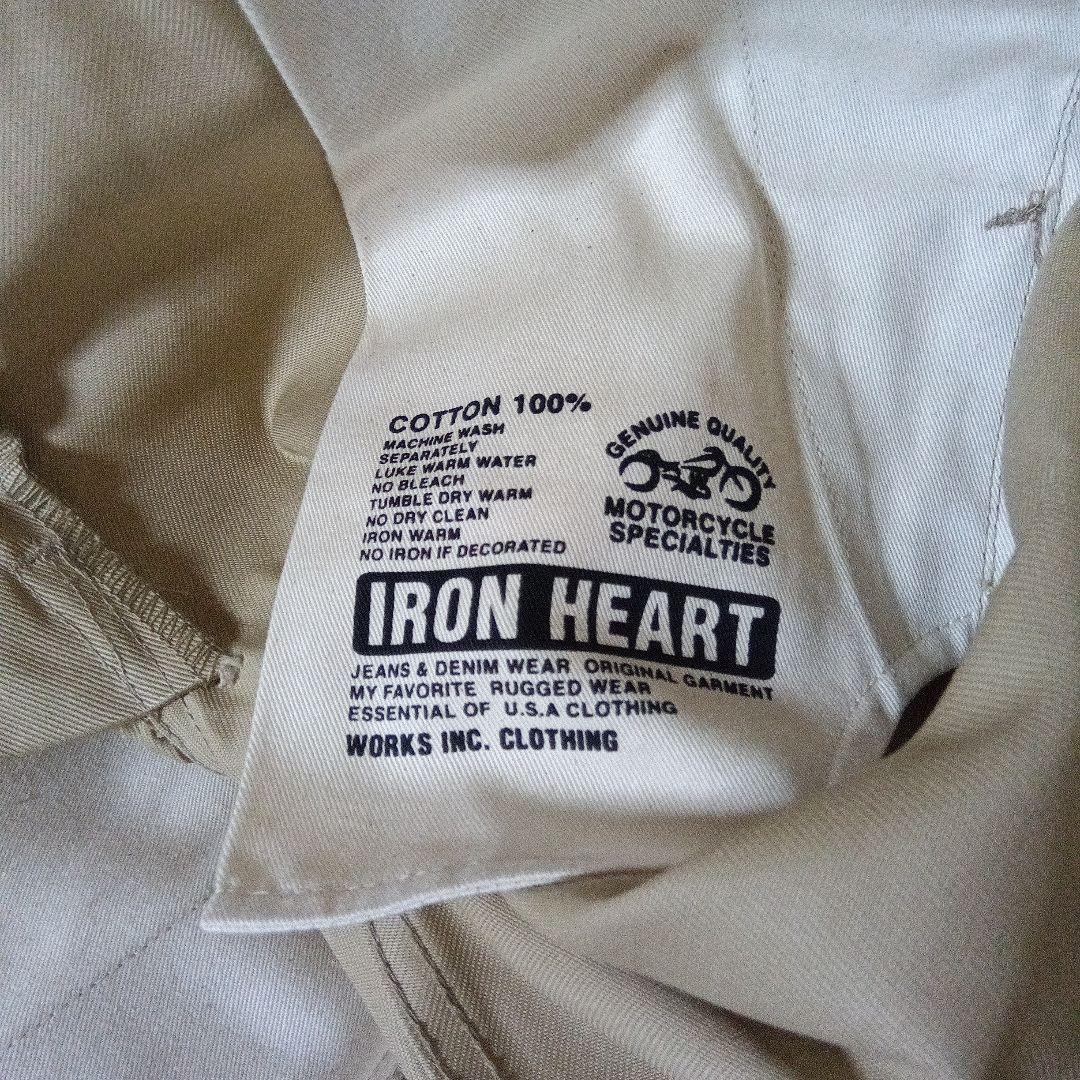 COTTON 100%
MACHINE WASH
SEPARATELY
LUKE WARM WATER
NO BLEACH
TUMBLE DRY WARM
NO DRY CLEAN
IRON WARM
NO IRON IF DECORATED
GENUINE QUALITY
MOTORCYCLE
SPECIALTIES
IRON HEART
JEANS & DENIM WEAR ORIGINAL GARMENT
MY FAVORITE RUGGED WEAR
ESSENTIAL OF U.S.A CLOTHING
WORKS INC. CLOTHING